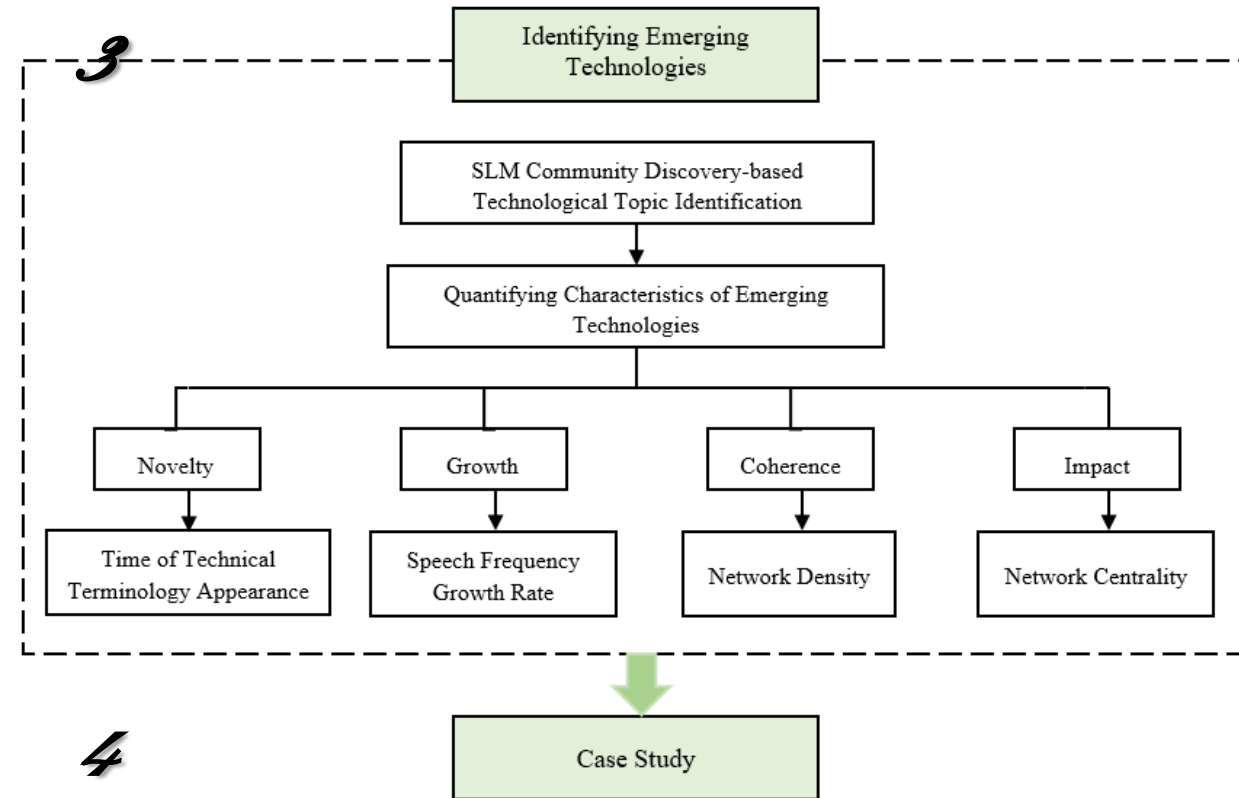 3
Identifying Emerging
Technologies
SLM Community Discovery-based
Technological Topic Identification
Quantifying Characteristics of Emerging
Technologies
Novelty
Growth
Coherence
Impact
Time of Technical
Terminology Appearance
Speech Frequency
Growth Rate
Network Density
Network Centrality
4
Case Study